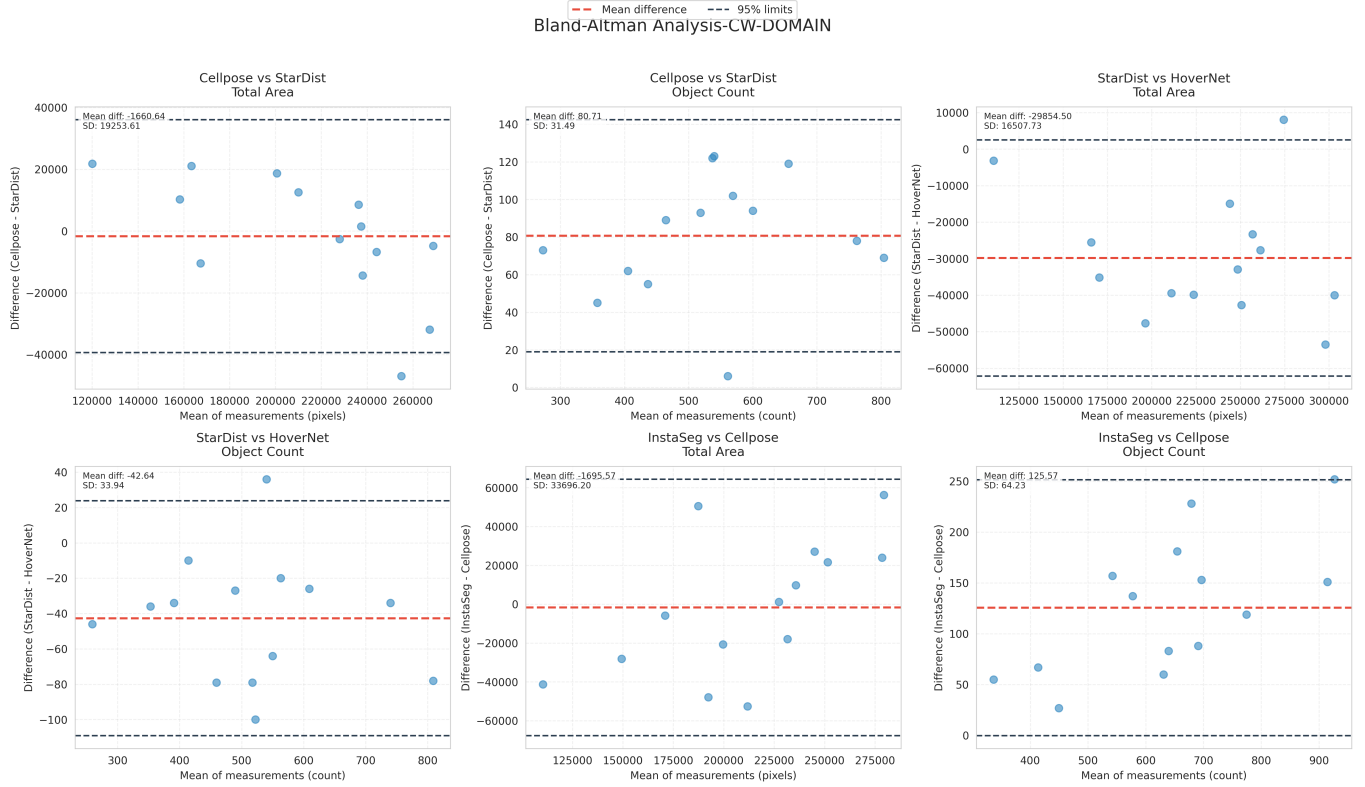 Mean difference 95% limits
Bland-Altman Analysis-CW-DOMAIN
Cellpose vs StarDist
Total Area
Mean diff: -1660.64
SD: 19253.61
Difference (Cellpose - StarDist)
40000
20000
0
−20000
−40000
120000 140000 160000 180000 200000 220000 240000 260000
Mean of measurements (pixels)
Cellpose vs StarDist
Object Count
Mean diff: 80.71
SD: 31.49
Difference (Cellpose - StarDist)
140
120
100
80
60
40
20
0
300 400 500 600 700 800
Mean of measurements (count)
StarDist vs HoverNet
Total Area
Mean diff: -29854.50
SD: 16507.73
Difference (StarDist - HoverNet)
10000
0
−10000
−20000
−30000
−40000
−50000
−60000
125000 150000 175000 200000 225000 250000 275000 300000
Mean of measurements (pixels)
StarDist vs HoverNet
Object Count
Mean diff: -42.64
SD: 33.94
Difference (StarDist - HoverNet)
40
20
0
−20
−40
−60
−80
−100
300 400 500 600 700 800
Mean of measurements (count)
InstaSeg vs Cellpose
Total Area
Mean diff: -1695.57
SD: 33696.20
Difference (InstaSeg - Cellpose)
60000
40000
20000
0
−20000
−40000
−60000
125000 150000 175000 200000 225000 250000 275000
Mean of measurements (pixels)
InstaSeg vs Cellpose
Object Count
Mean diff: 125.57
SD: 64.23
Difference (InstaSeg - Cellpose)
250
200
150
100
50
0
400 500 600 700 800 900
Mean of measurements (count)